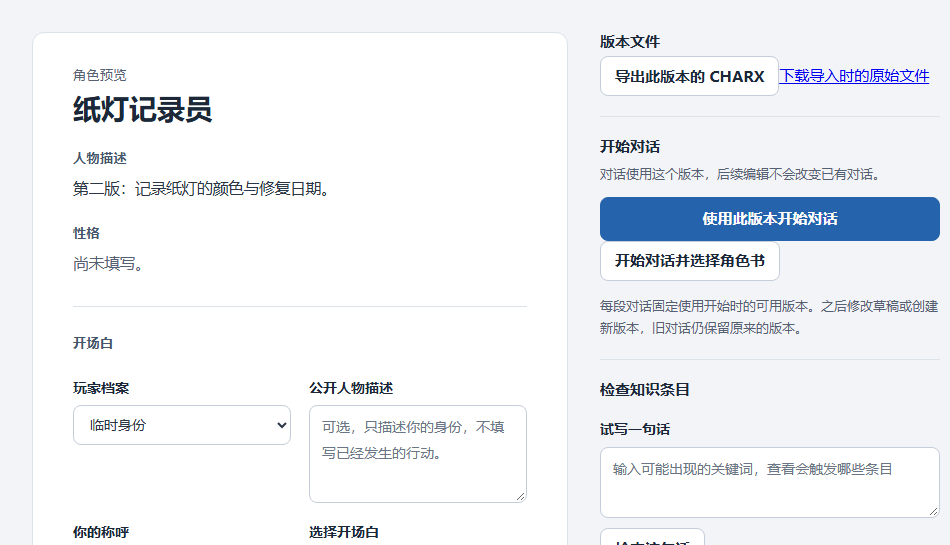 角色预览
纸灯记录员
人物描述
第二版：记录纸灯的颜色与修复日期。
性格
尚未填写。
开场白
玩家档案
临时身份
公开人物描述
可选，只描述你的身份，不填
写已经发生的行动。
你的称呼
选择开场白
版本文件
导出此版本的 CHARX
下载导入时的原始文件
开始对话
对话使用这个版本，后续编辑不会改变已有对话。
使用此版本开始对话
开始对话并选择角色书
每段对话固定使用开始时的可用版本。之后修改草稿或创建
新版本，旧对话仍保留原来的版本。
检查知识条目
试写一句话
输入可能出现的关键词，查看会触发哪些条目